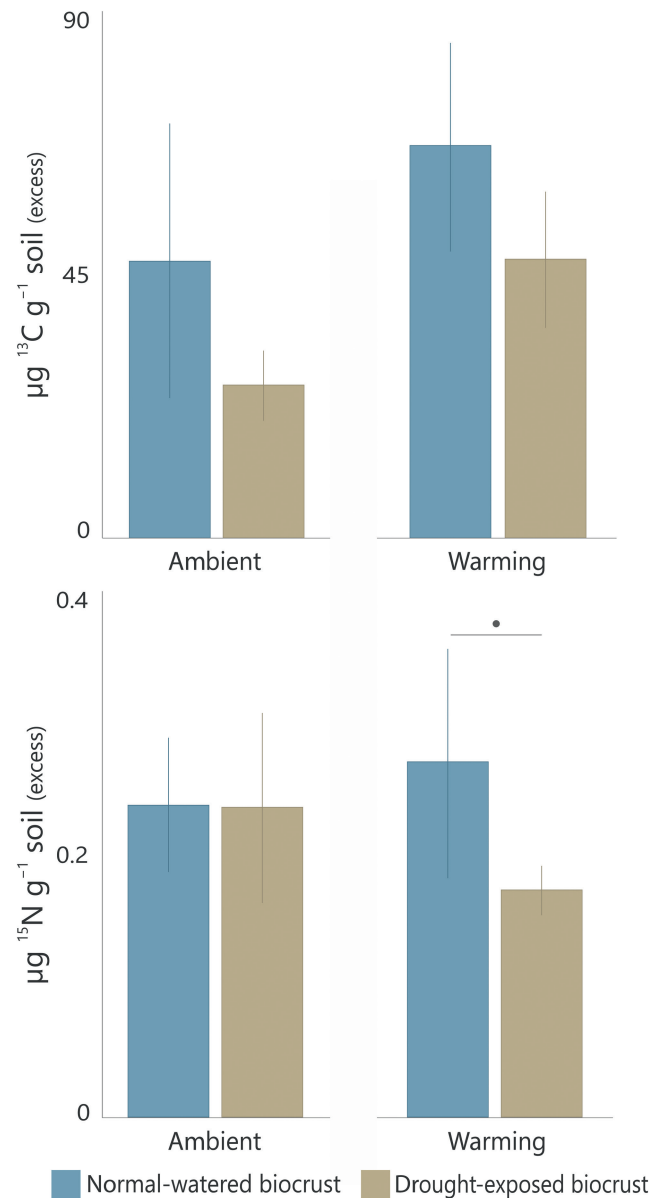 90
µg ¹³C g⁻¹ soil (excess)
45
0
Ambient
Warming
0.4
µg ¹⁵N g⁻¹ soil (excess)
0.2
0
Ambient
Warming
Normal-watered biocrust
Drought-exposed biocrust